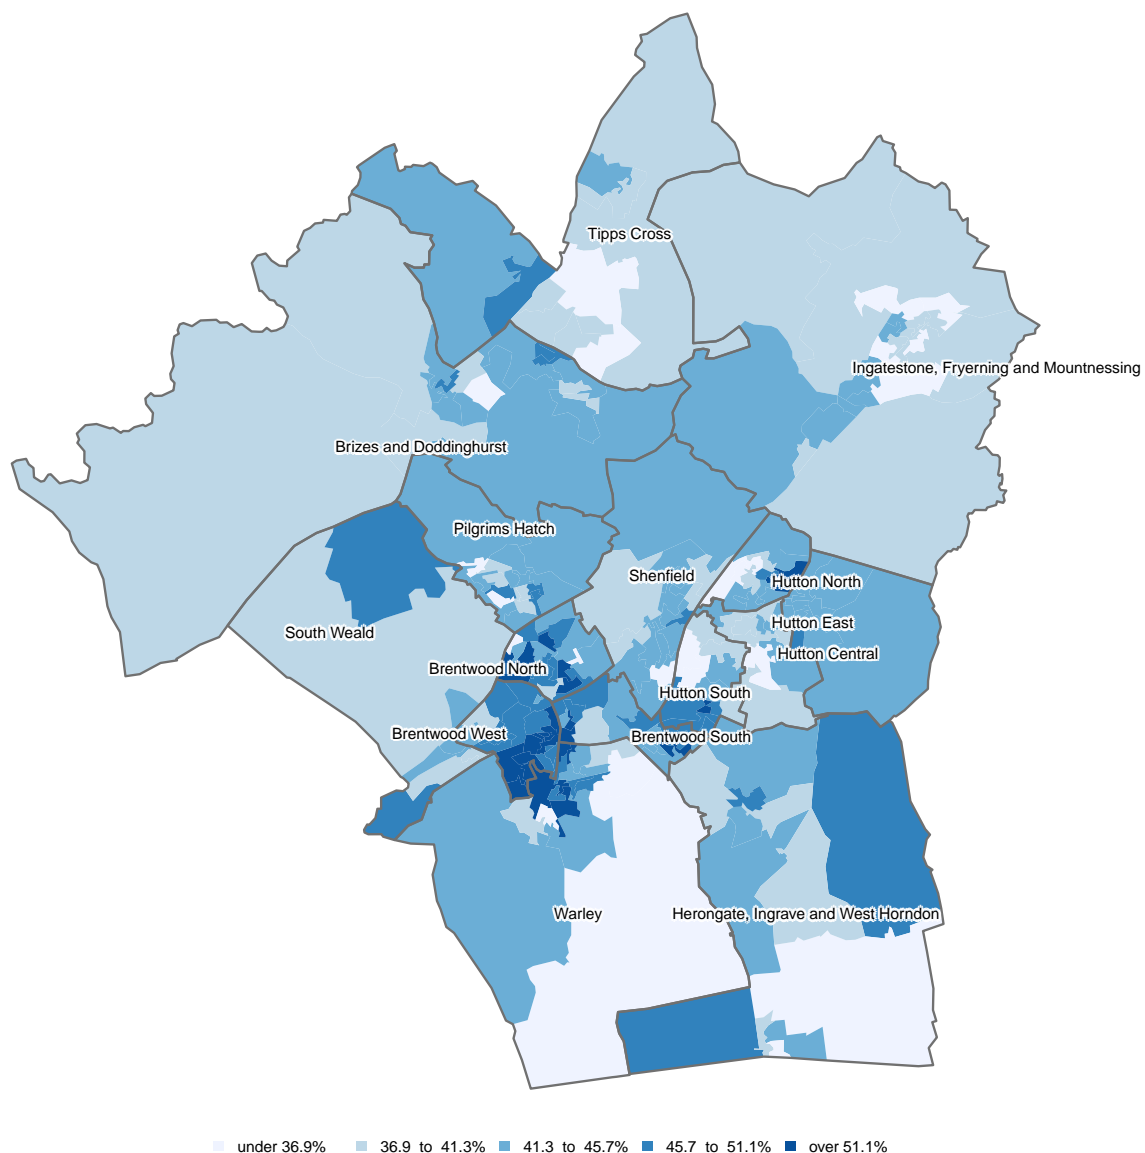 Tipps Cross
Ingatestone, Fryerning and Mountnessing
Brizes and Doddinghurst
Pilgrims Hatch
Shenfield
Hutton North
Hutton East
South Weald
Hutton Central
Brentwood North
Hutton South
Brentwood West
Brentwood South
Warley
Herongate, Ingrave and West Horndon
under 36.9% 36.9 to 41.3% 41.3 to 45.7% 45.7 to 51.1% over 51.1%